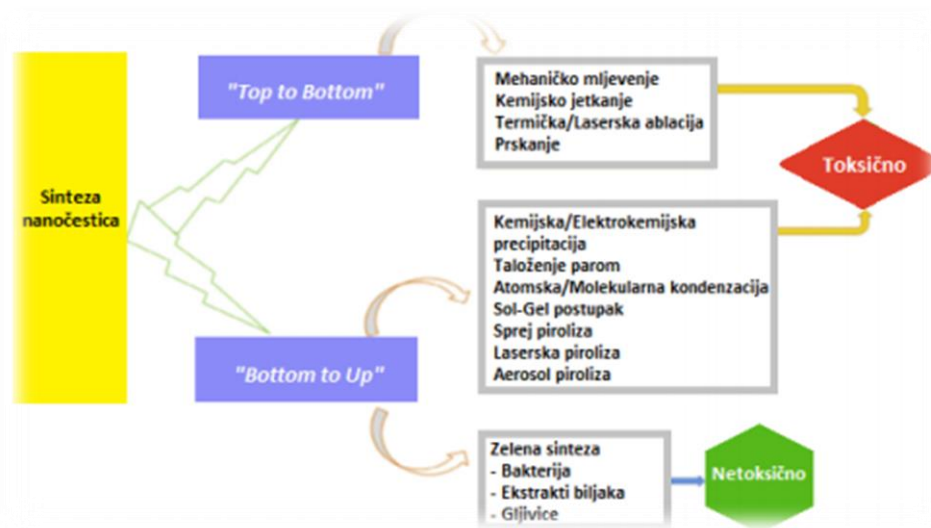 Sinteza
nanočestica
"Top to Bottom"
Mehaničko mljevenje
Kemijsko jetkanje
Termička/Laserska ablacija
Prskanje
Toksično
"Bottom to Up"
Kemijska/Elektrokemijska
precipitacija
Taloženje parom
Atomska/Molekularna kondenzacija
Sol-Gel postupak
Sprej piroliza
Laserska piroliza
Aerosol piroliza
Zelena sinteza
- Bakterija
- Ekstrakti biljaka
- Gljivice
Netoksično